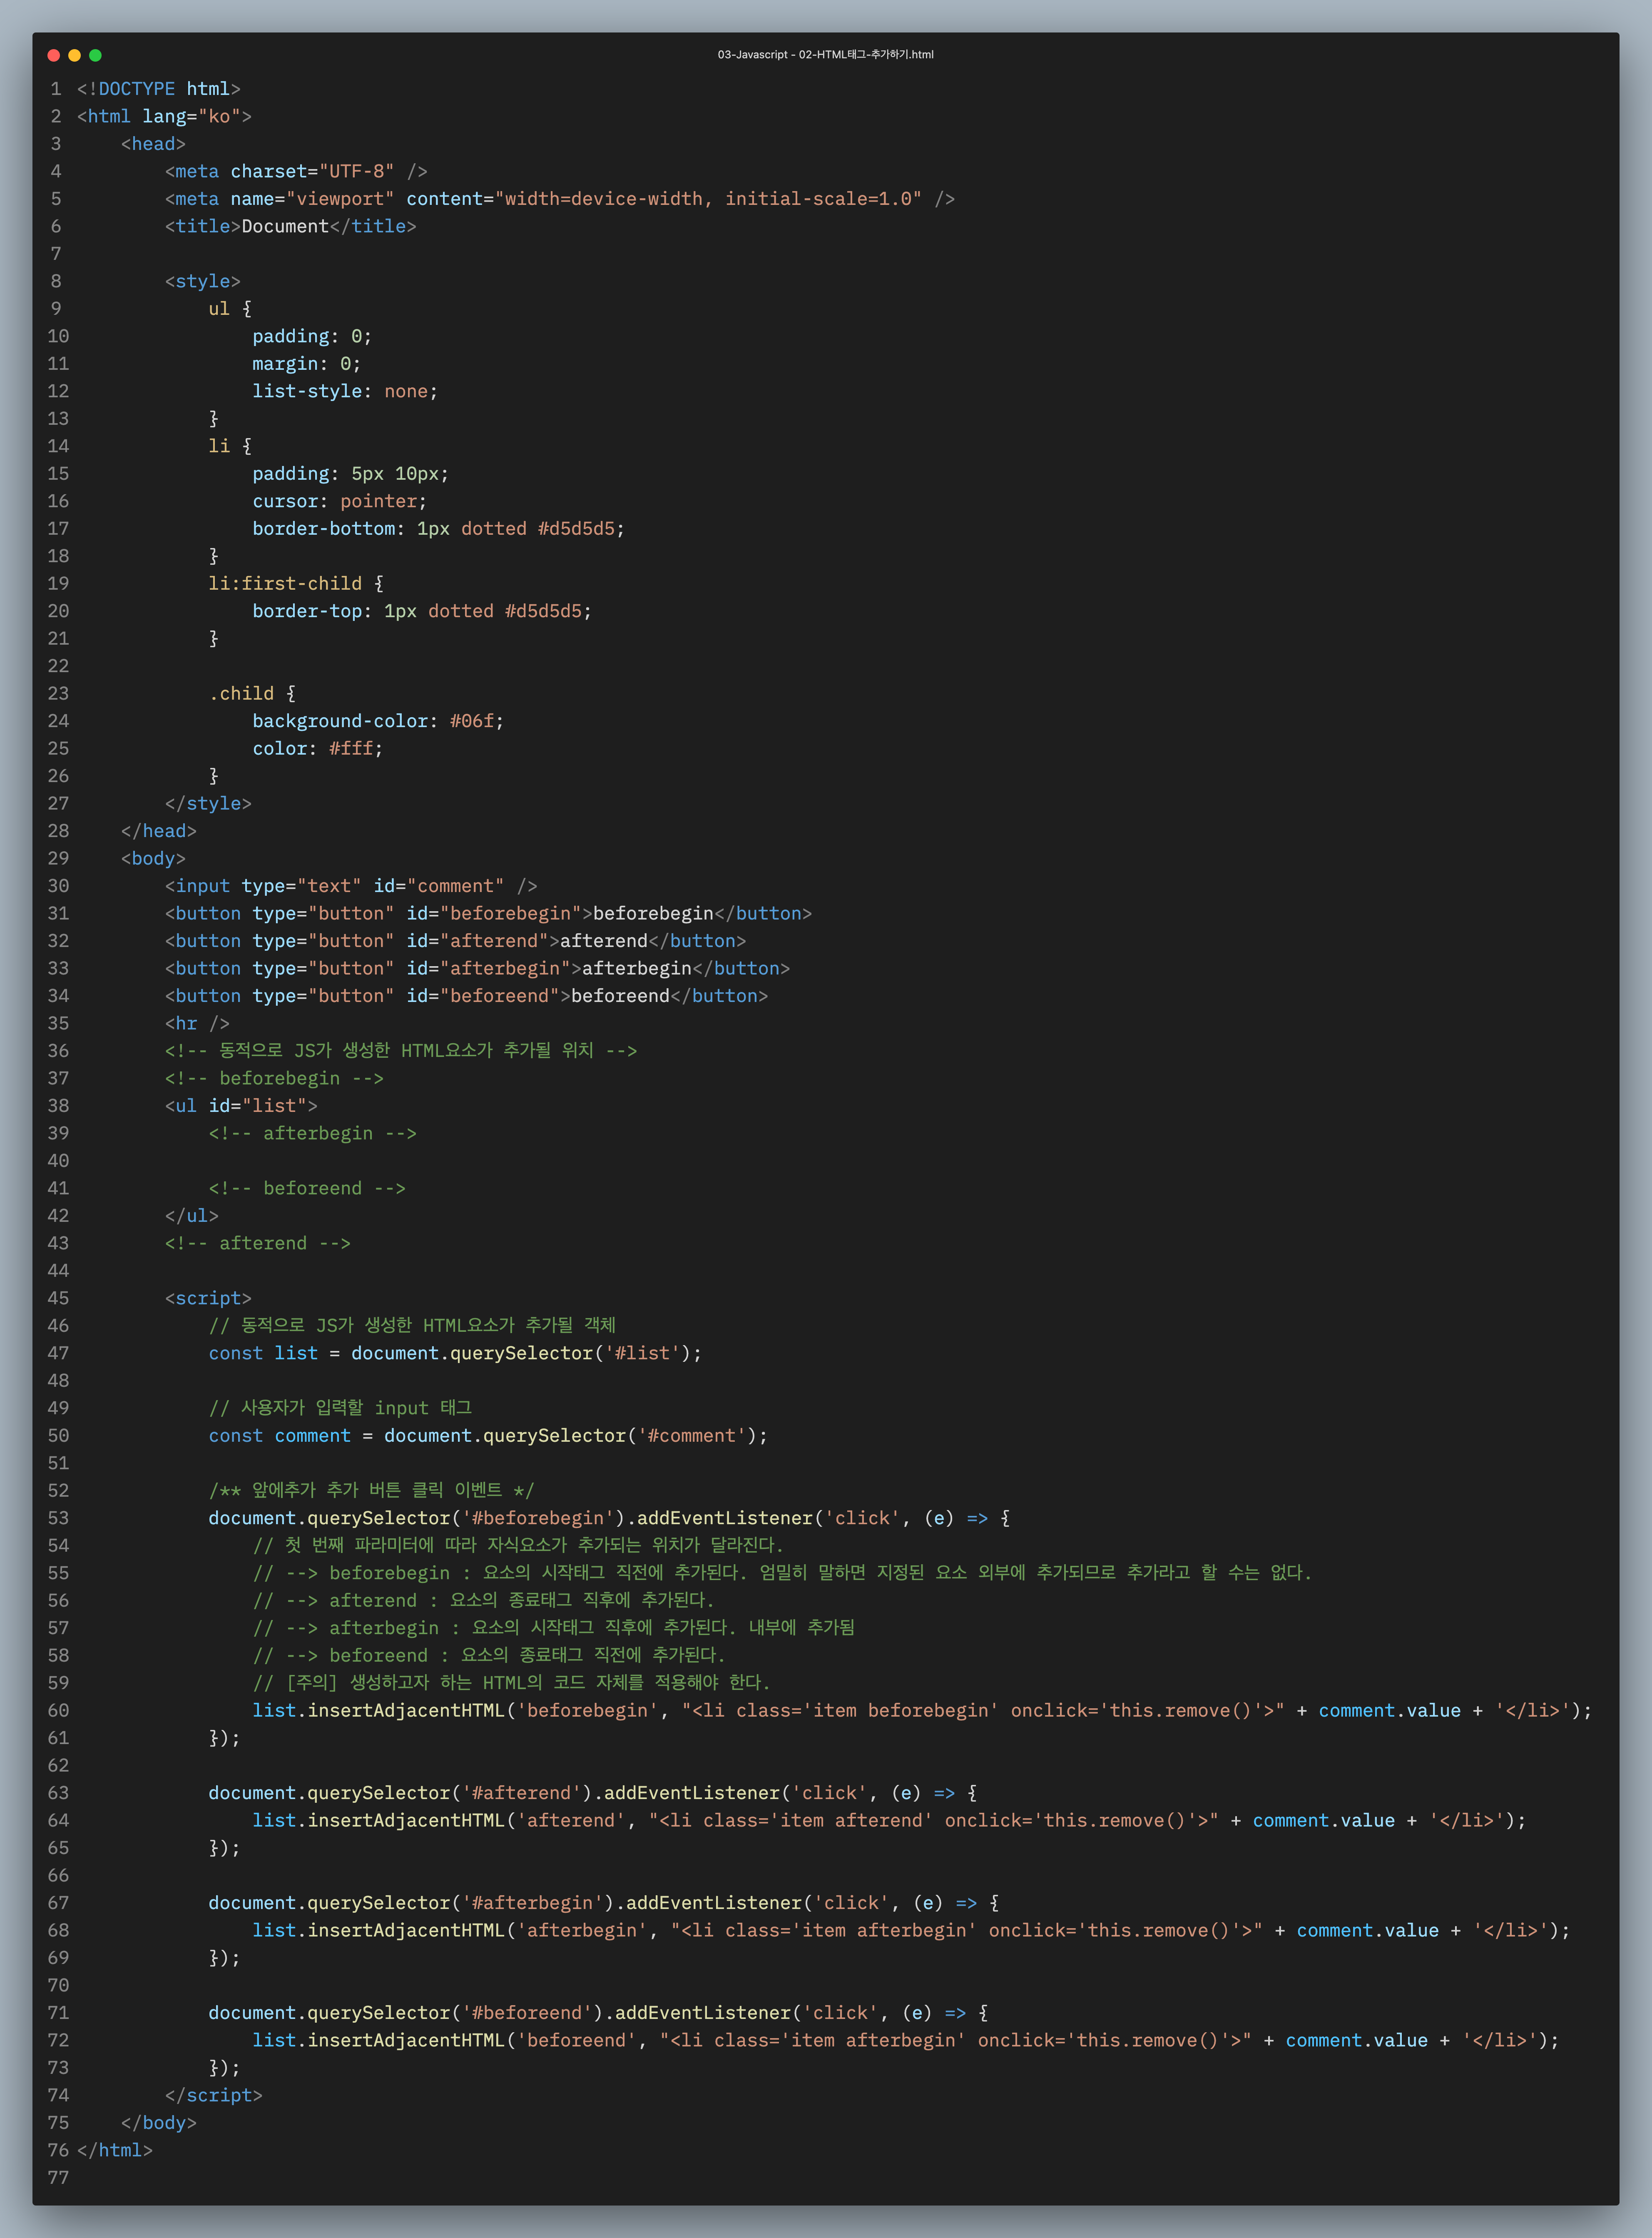 03-Javascript - 02-HTML태그-추가하기.html
1 <!DOCTYPE html>
2 <html lang="ko">
3     <head>
4         <meta charset="UTF-8" />
5         <meta name="viewport" content="width=device-width, initial-scale=1.0" />
6         <title>Document</title>
7
8         <style>
9             ul {
10                 padding: 0;
11                 margin: 0;
12                 list-style: none;
13             }
14             li {
15                 padding: 5px 10px;
16                 cursor: pointer;
17                 border-bottom: 1px dotted #d5d5d5;
18             }
19             li:first-child {
20                 border-top: 1px dotted #d5d5d5;
21             }
22
23             .child {
24                 background-color: #06f;
25                 color: #fff;
26             }
27         </style>
28     </head>
29     <body>
30         <input type="text" id="comment" />
31         <button type="button" id="beforebegin">beforebegin</button>
32         <button type="button" id="afterend">afterend</button>
33         <button type="button" id="afterbegin">afterbegin</button>
34         <button type="button" id="beforeend">beforeend</button>
35         <hr />
36         <!-- 동적으로 JS가 생성한 HTML요소가 추가될 위치 -->
37         <!-- beforebegin -->
38         <ul id="list">
39             <!-- afterbegin -->
40
41             <!-- beforeend -->
42         </ul>
43         <!-- afterend -->
44
45         <script>
46             // 동적으로 JS가 생성한 HTML요소가 추가될 객체
47             const list = document.querySelector('#list');
48
49             // 사용자가 입력할 input 태그
50             const comment = document.querySelector('#comment');
51
52             /** 앞에추가 추가 버튼 클릭 이벤트 */
53             document.querySelector('#beforebegin').addEventListener('click', (e) => {
54                 // 첫 번째 파라미터에 따라 자식요소가 추가되는 위치가 달라진다.
55                 // --> beforebegin : 요소의 시작태그 직전에 추가된다. 엄밀히 말하면 지정된 요소 외부에 추가되므로 추가라고 할 수는 없다.
56                 // --> afterend : 요소의 종료태그 직후에 추가된다.
57                 // --> afterbegin : 요소의 시작태그 직후에 추가된다. 내부에 추가됨
58                 // --> beforeend : 요소의 종료태그 직전에 추가된다.
59                 // [주의] 생성하고자 하는 HTML의 코드 자체를 적용해야 한다.
60                 list.insertAdjacentHTML('beforebegin', "<li class='item beforebegin' onclick='this.remove()'>" + comment.value + '</li>');
61             });
62
63             document.querySelector('#afterend').addEventListener('click', (e) => {
64                 list.insertAdjacentHTML('afterend', "<li class='item afterend' onclick='this.remove()'>" + comment.value + '</li>');
65             });
66
67             document.querySelector('#afterbegin').addEventListener('click', (e) => {
68                 list.insertAdjacentHTML('afterbegin', "<li class='item afterbegin' onclick='this.remove()'>" + comment.value + '</li>');
69             });
70
71             document.querySelector('#beforeend').addEventListener('click', (e) => {
72                 list.insertAdjacentHTML('beforeend', "<li class='item afterbegin' onclick='this.remove()'>" + comment.value + '</li>');
73             });
74         </script>
75     </body>
76 </html>
77